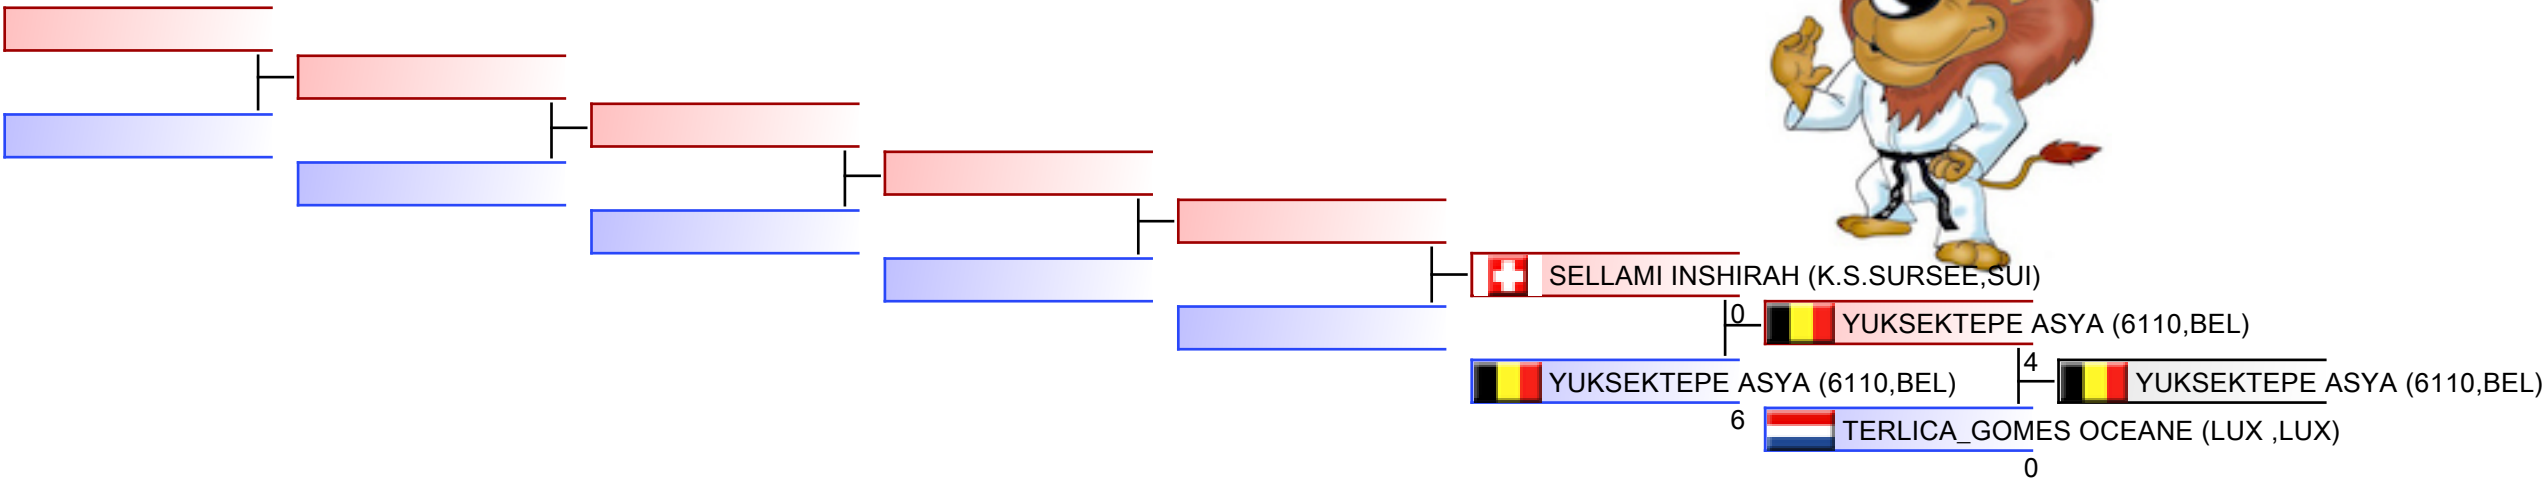 SELLAMI INSHIRAH (K.S.SURSEE,SUI)
0
YUKSEKTEPE ASYA (6110,BEL)
4
YUKSEKTEPE ASYA (6110,BEL)
YUKSEKTEPE ASYA (6110,BEL)
6
TERLICA_GOMES OCEANE (LUX ,LUX)
0